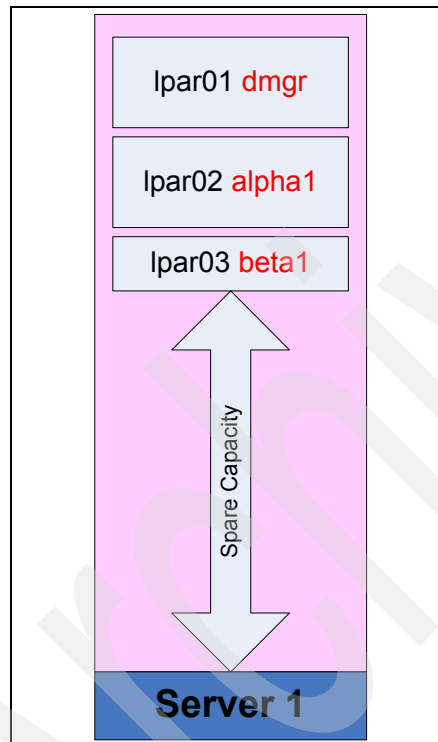 lpar01 dmgr
lpar02 alpha1
lpar03 beta1
Spare Capacity
Server 1